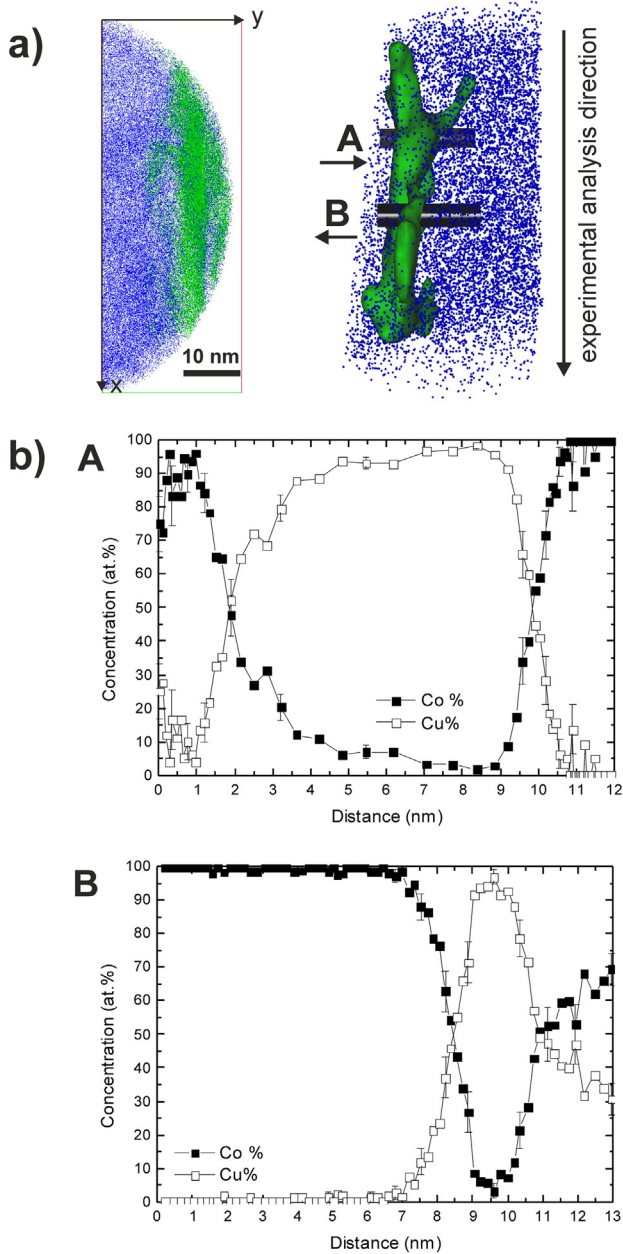 a)
y
x
10 nm
A
B
experimental analysis direction
b)
A
Concentration (at.%)
100
90
80
70
60
50
40
30
20
10
0
Co %
Cu%
0 1 2 3 4 5 6 7 8 9 10 11 12
Distance (nm)
B
Concentration (at.%)
100
90
80
70
60
50
40
30
20
10
0
Co %
Cu%
0 1 2 3 4 5 6 7 8 9 10 11 12 13
Distance (nm)